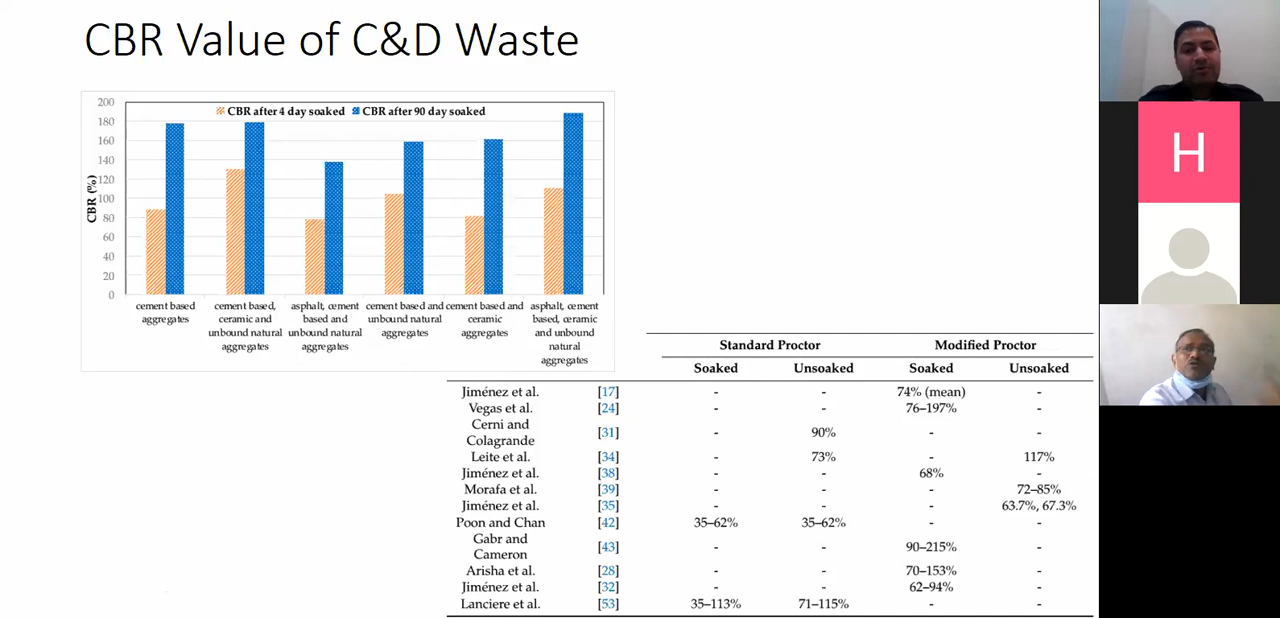 CBR Value of C&D Waste
200
180
160
140
120
100
80
60
40
20
0
CBR (%)
CBR after 4 day soaked CBR after 90 day soaked
cement based
aggregates
cement based,
ceramic and
unbound natural
aggregates
asphalt, cement
based and
unbound natural
aggregates
cement based and
unbound natural
aggregates
cement based and
ceramic
aggregates
asphalt, cement
based, ceramic
and unbound
natural
aggregates
Standard Proctor Modified Proctor
Soaked Unsoaked Soaked Unsoaked
Jiménez et al. [17] - - 74% (mean) -
Vegas et al. [24] - - 76–197% -
Cerni and
Colagrande [31] - 90% - -
Leite et al. [34] - 73% - 117%
Jiménez et al. [38] - - 68% -
Morafa et al. [39] - - - 72–85%
Jiménez et al. [35] - - - 63.7%, 67.3%
Poon and Chan [42] 35–62% 35–62% - -
Gabr and
Cameron [43] - - 90–215% -
Arisha et al. [28] - - 70–153% -
Jiménez et al. [32] - - 62–94% -
Lanciere et al. [53] 35–113% 71–115% - -
H